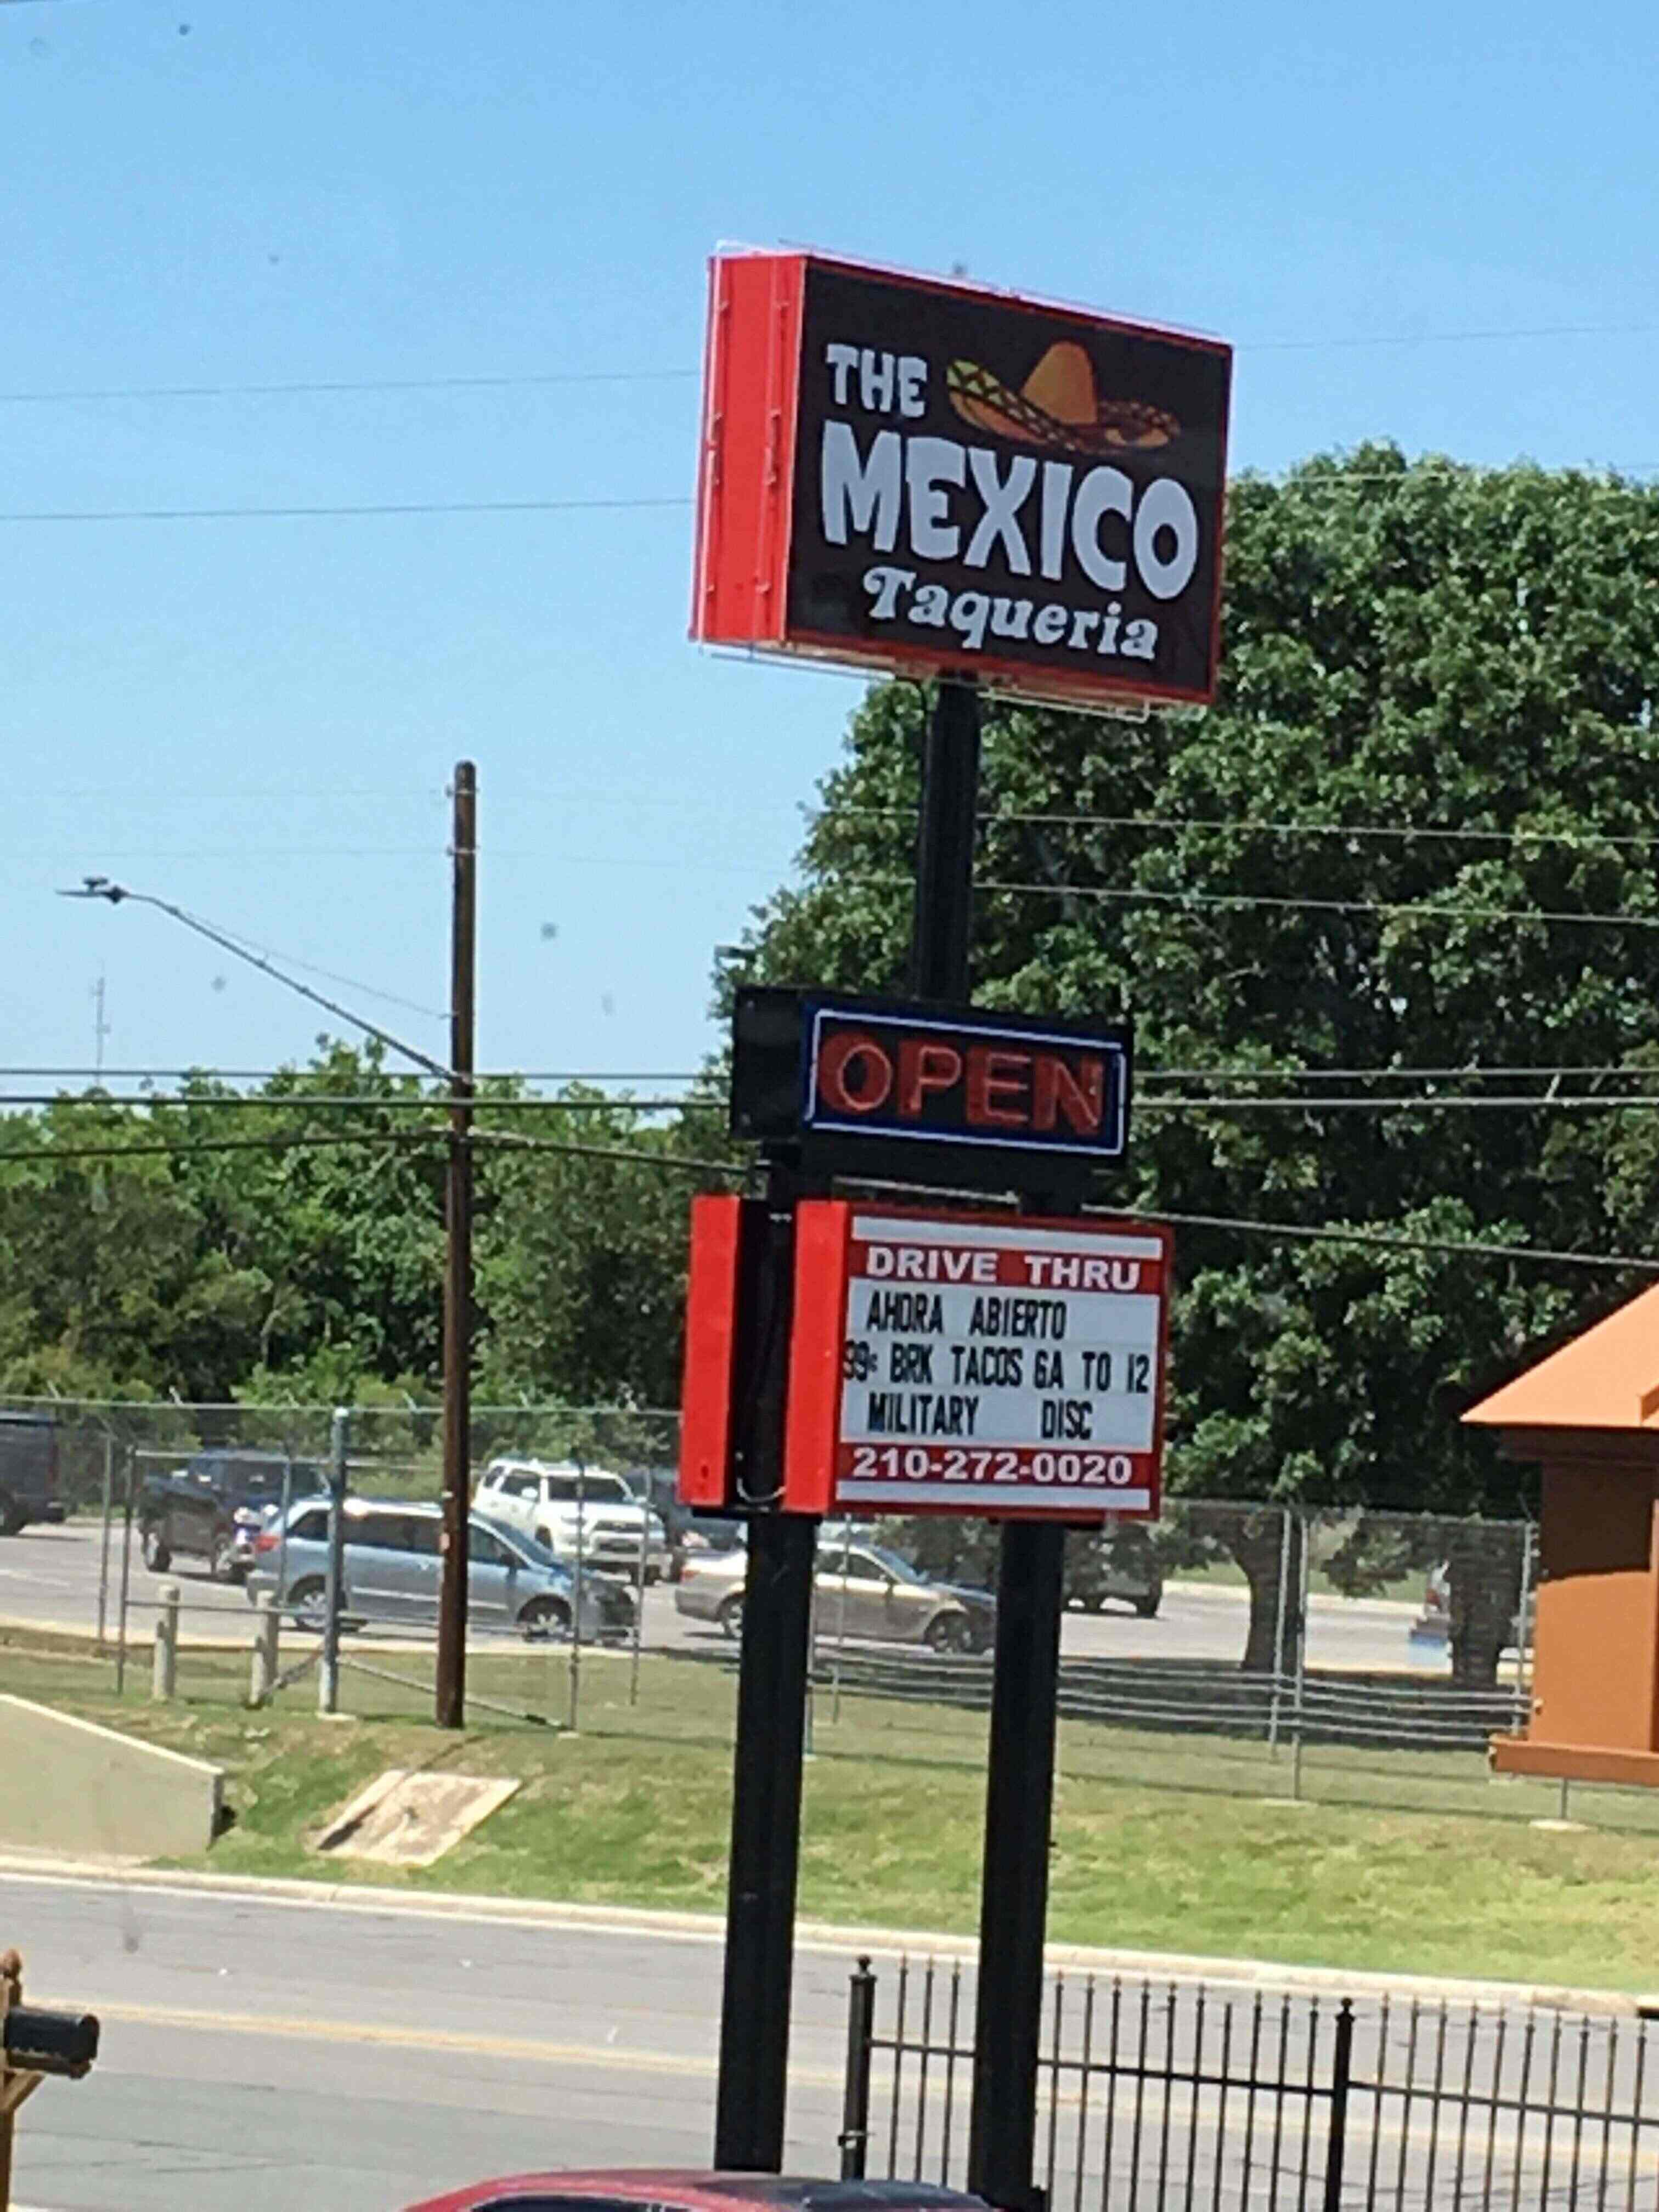 THE
MEXICO
Taqueria
OPEN
DRIVE THRU
AHORA ABIERTO
99¢ BRK TACOS 6A TO 12
MILITARY DISC
210-272-0020